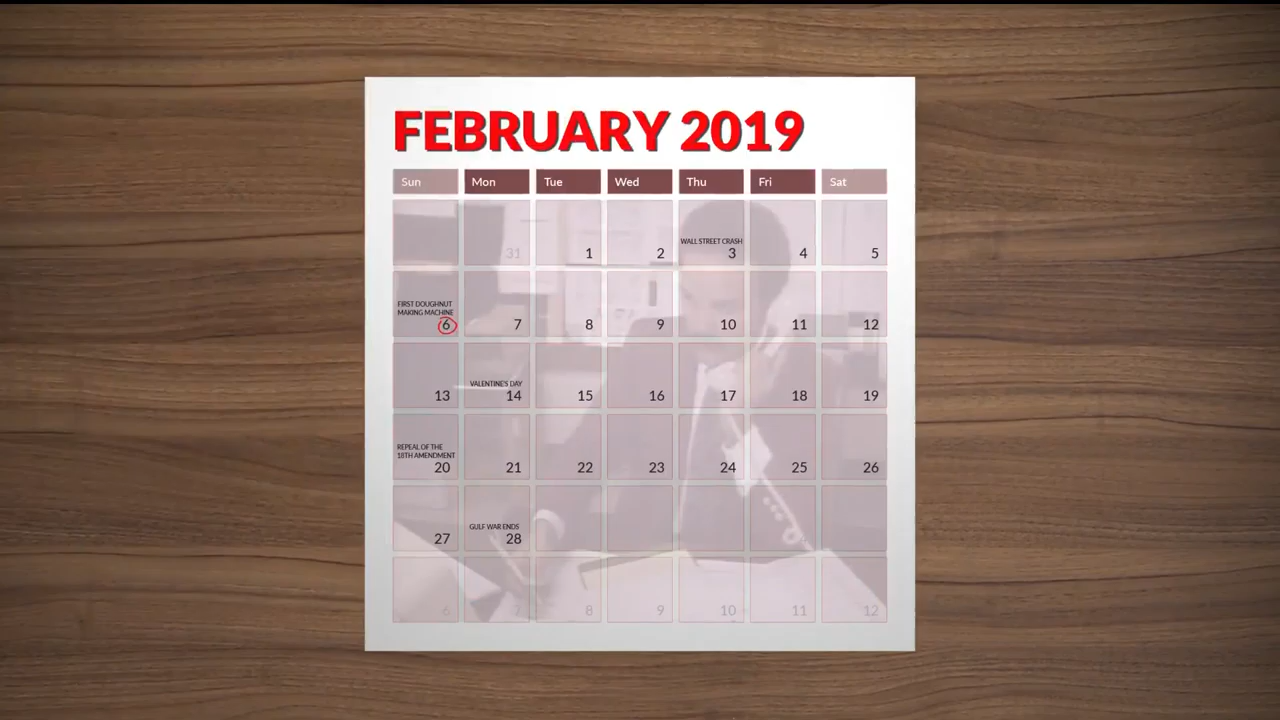 FEBRUARY 2019
Sun Mon Tue Wed Thu Fri Sat
WALL STREET CRASH
31 1 2 3 4 5
FIRST DOUGHNUT
MAKING MACHINE
6 7 8 9 10 11 12
VALENTINE'S DAY
13 14 15 16 17 18 19
REPEAL OF THE
18TH AMENDMENT
20 21 22 23 24 25 26
GULF WAR ENDS
27 28
6 7 8 9 10 11 12